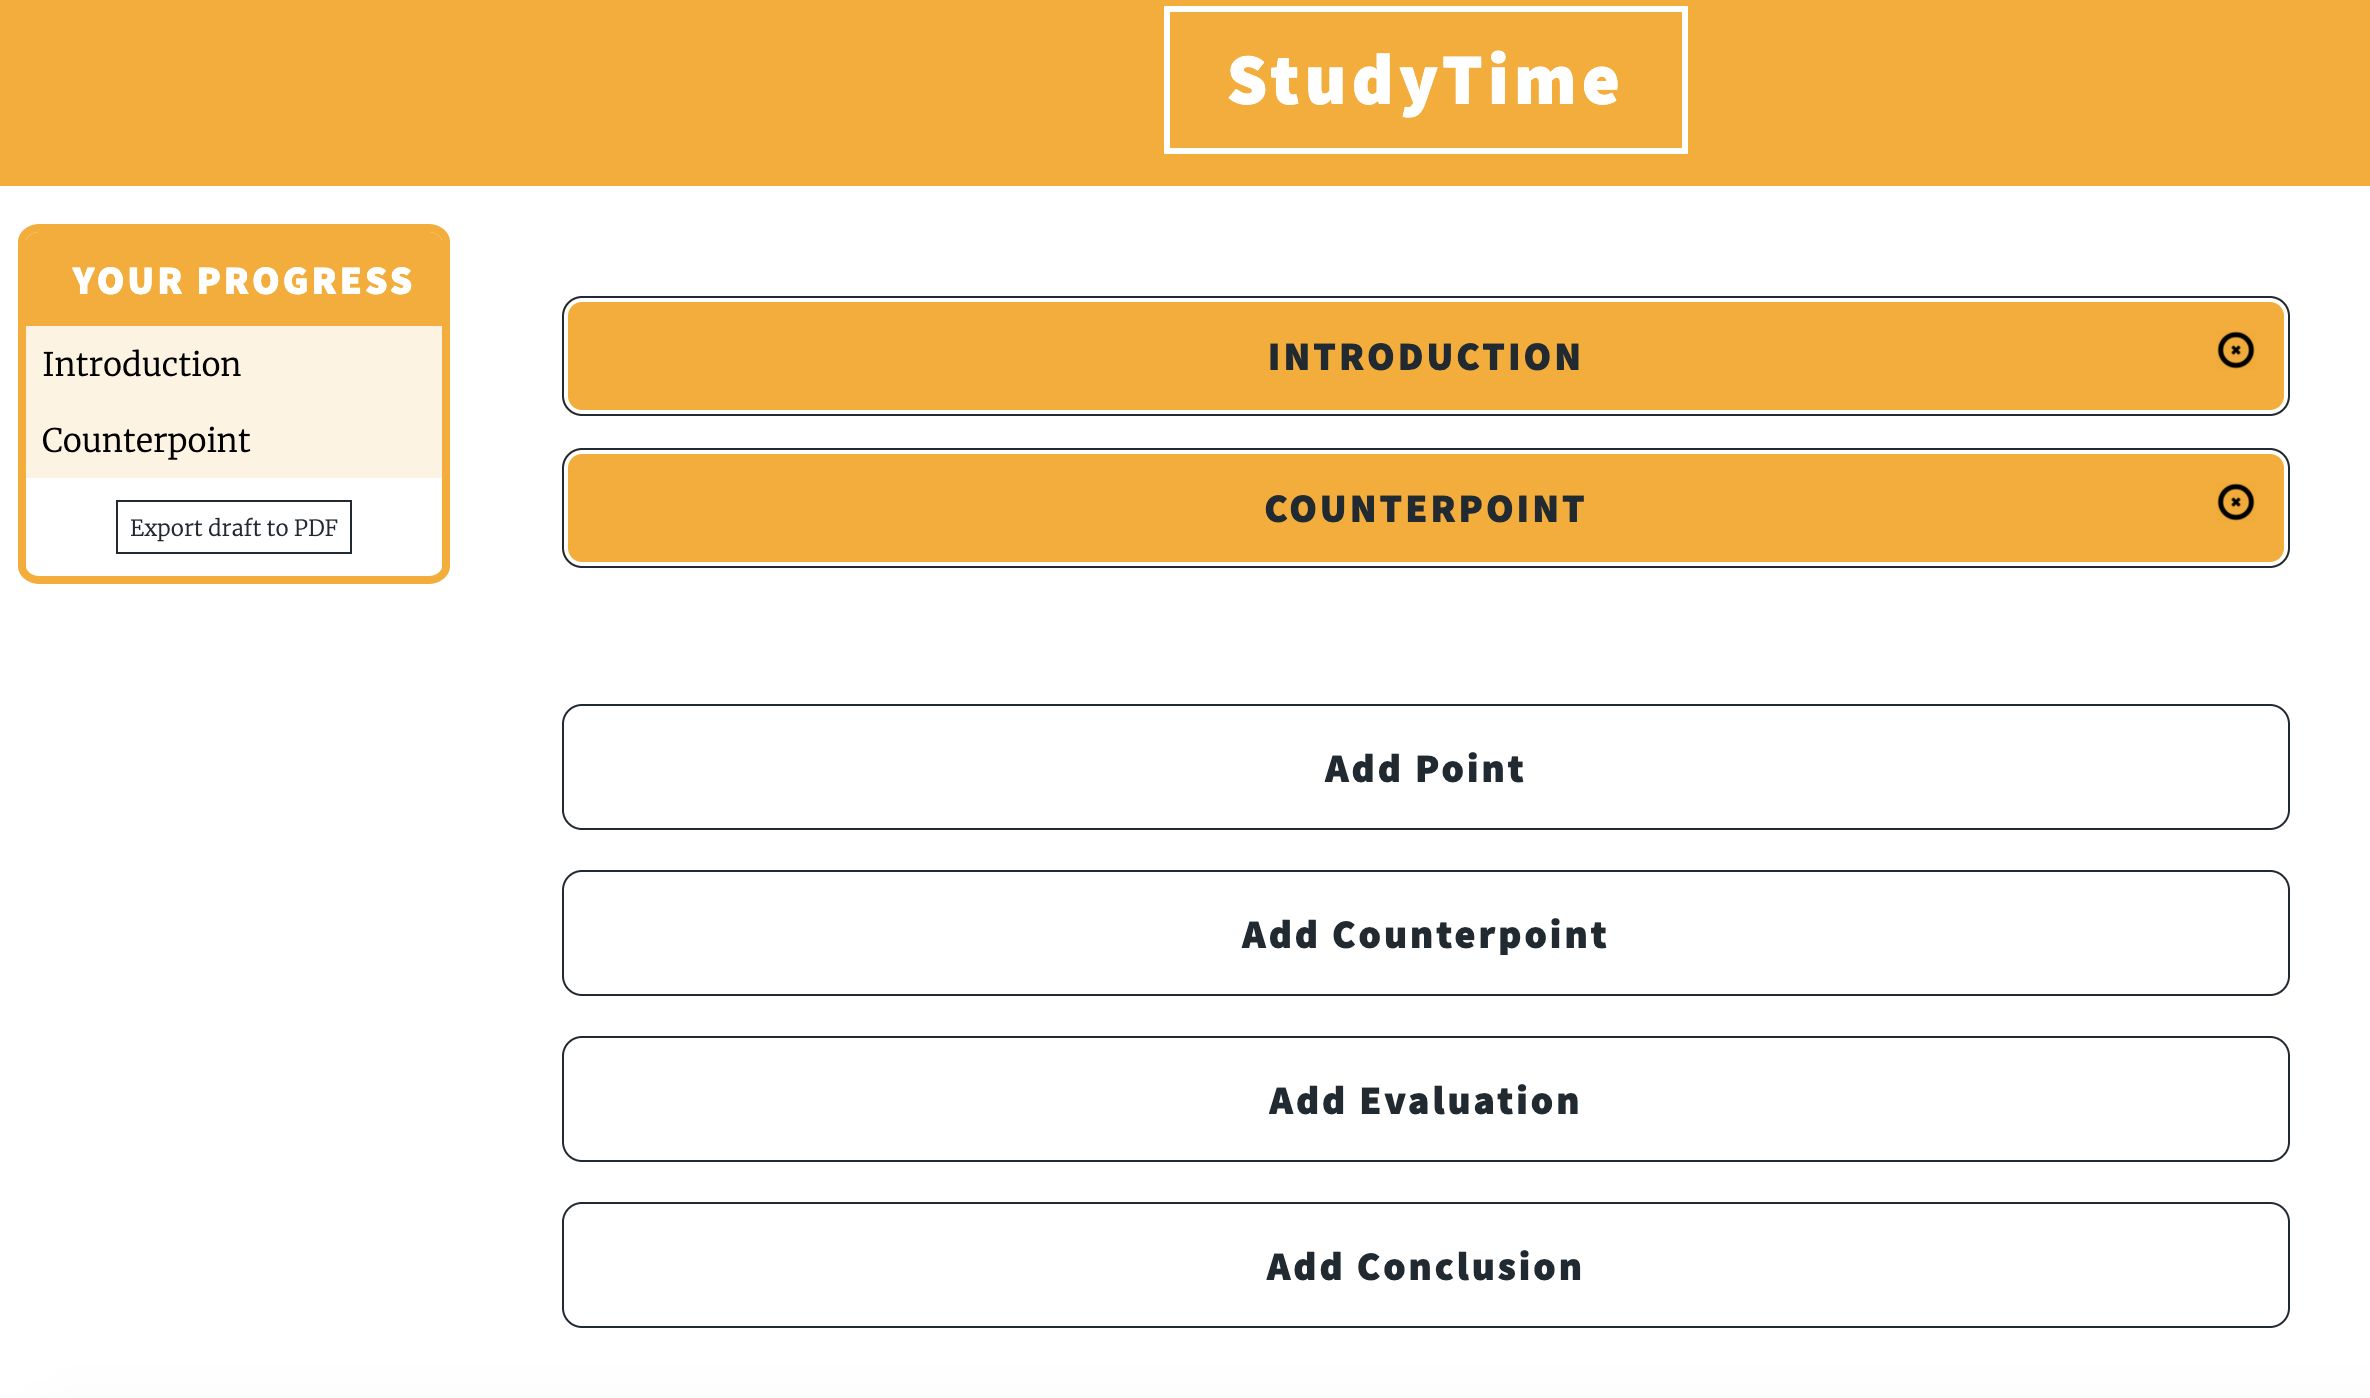 StudyTime
YOUR PROGRESS
Introduction
Counterpoint
Export draft to PDF
INTRODUCTION
COUNTERPOINT
Add Point
Add Counterpoint
Add Evaluation
Add Conclusion